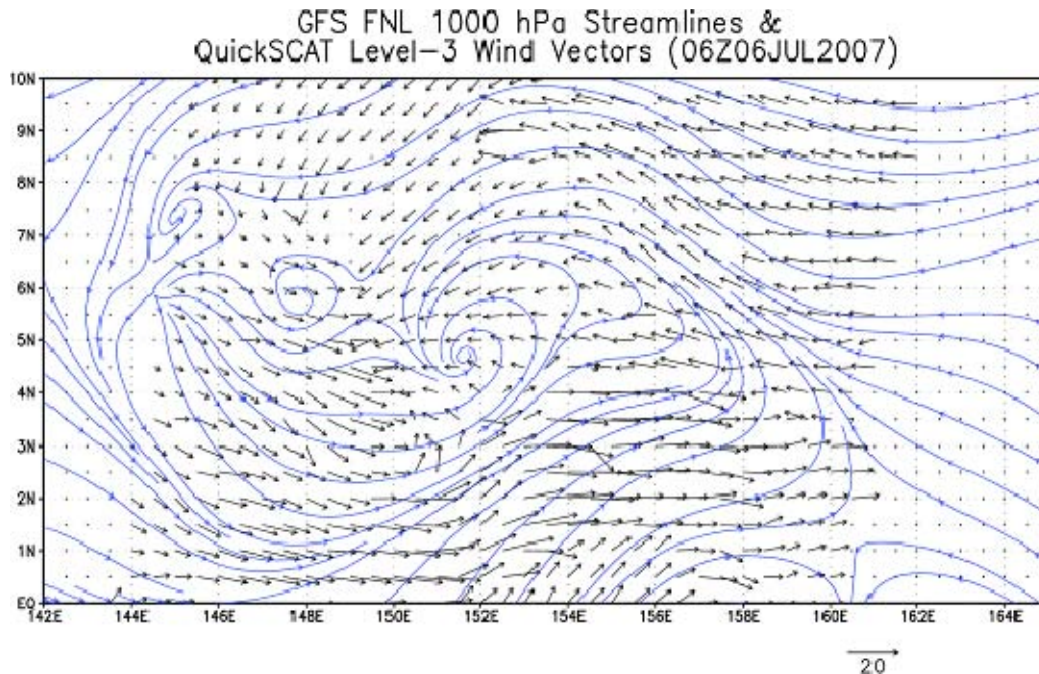 GFS FNL 1000 hPa Streamlines &
QuickSCAT Level-3 Wind Vectors (06Z06JUL2007)
10N
9N
8N
7N
6N
5N
4N
3N
2N
1N
EQ
142E 144E 146E 148E 150E 152E 154E 156E 158E 160E 162E 164E
20